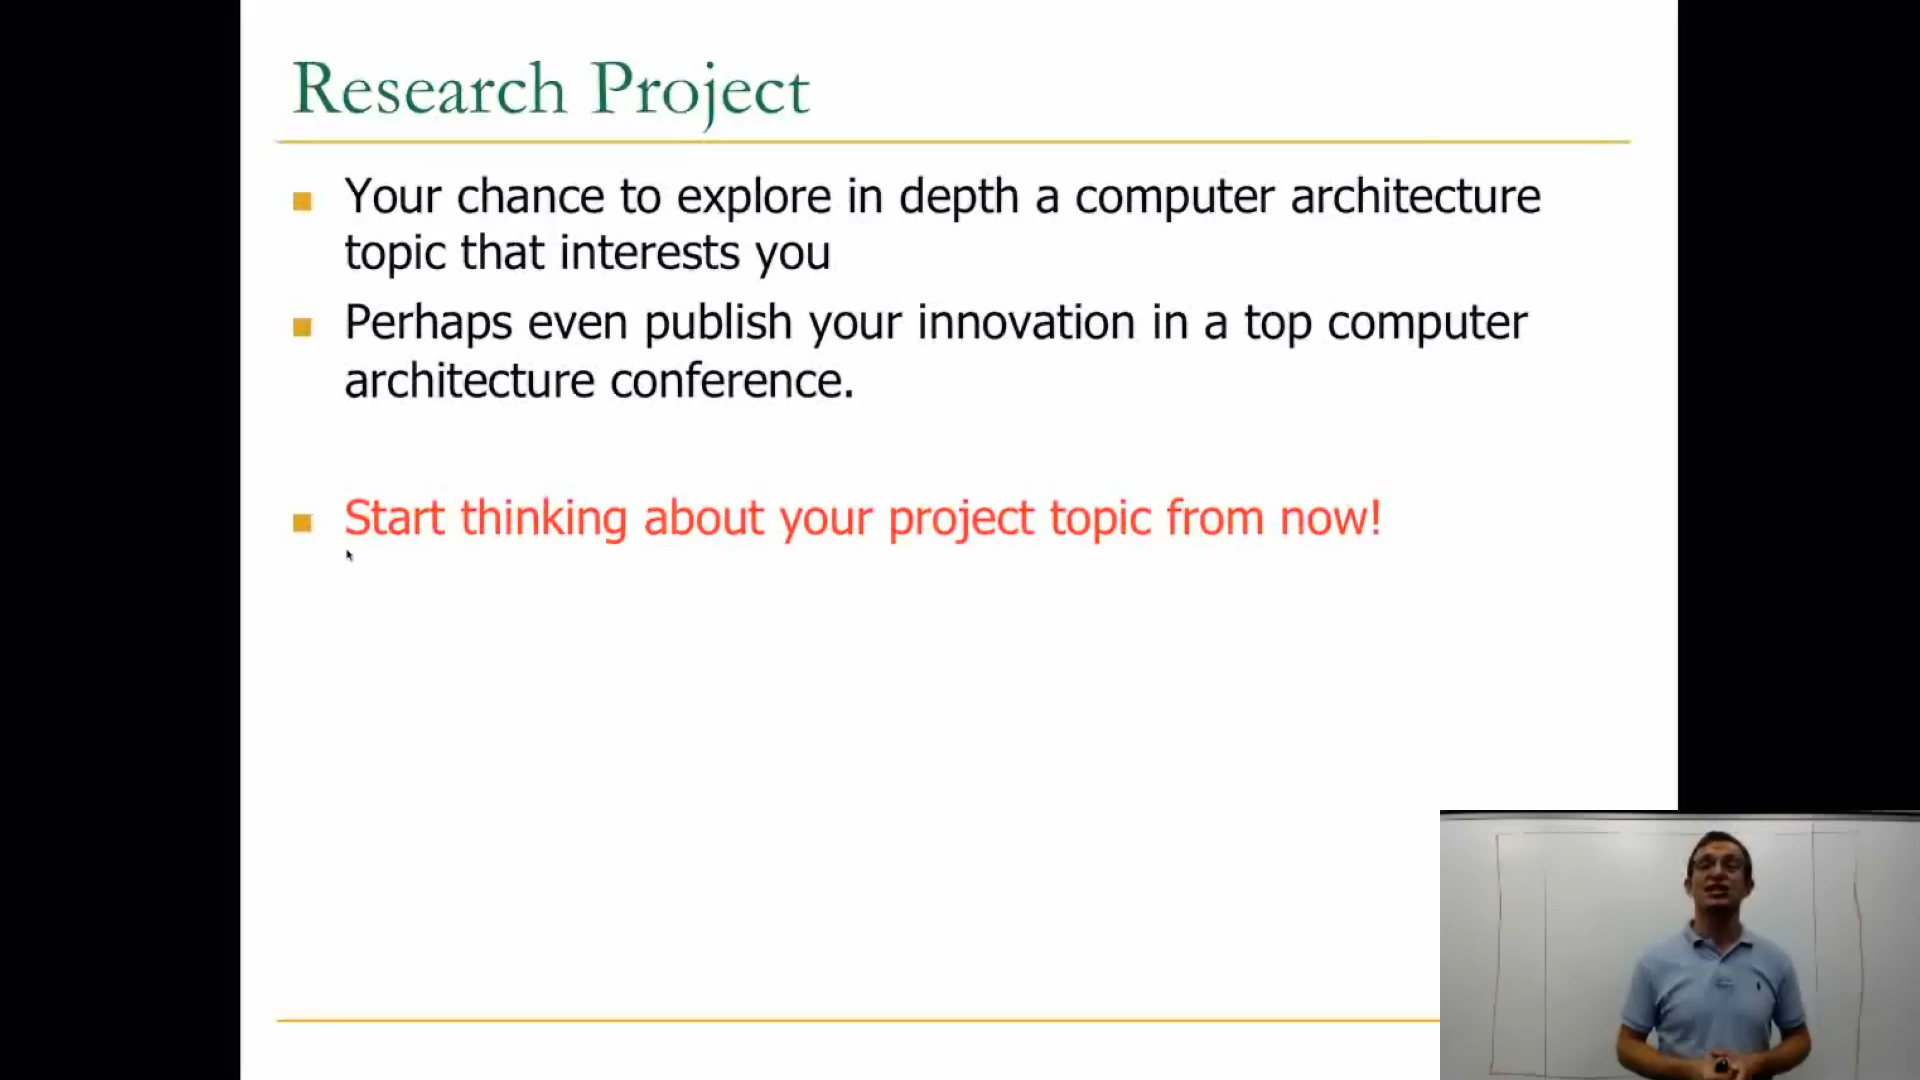 Research Project
Your chance to explore in depth a computer architecture
topic that interests you
Perhaps even publish your innovation in a top computer
architecture conference.
Start thinking about your project topic from now!